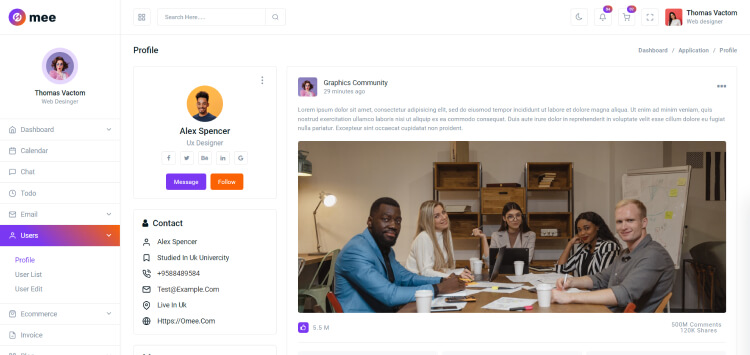 mee
Search Here.....
Thomas Vactom
Web designer
Thomas Vactom
Web Desinger
Dashboard
Calendar
Chat
Todo
Email
Users
Profile
User List
User Edit
Ecommerce
Invoice
Profile
Dashboard / Application / Profile
Alex Spencer
Ux Designer
Message
Follow
Contact
Alex Spencer
Studied In Uk Univercity
+9588489584
Test@Example.Com
Live In Uk
Https://Omee.Com
Graphics Community
29 minutes ago
Lorem ipsum dolor sit amet, consectetur adipisicing elit, sed do eiusmod tempor incididunt ut labore et dolore magna aliqua. Ut enim ad minim veniam, quis
nostrud exercitation ullamco laboris nisi ut aliquip ex ea commodo consequat. Duis aute irure dolor in reprehenderit in voluptate velit esse cillum dolore eu fugiat
nulla pariatur. Excepteur sint occaecat cupidatat non proident.
5.5 M
500M Comments
120K Shares